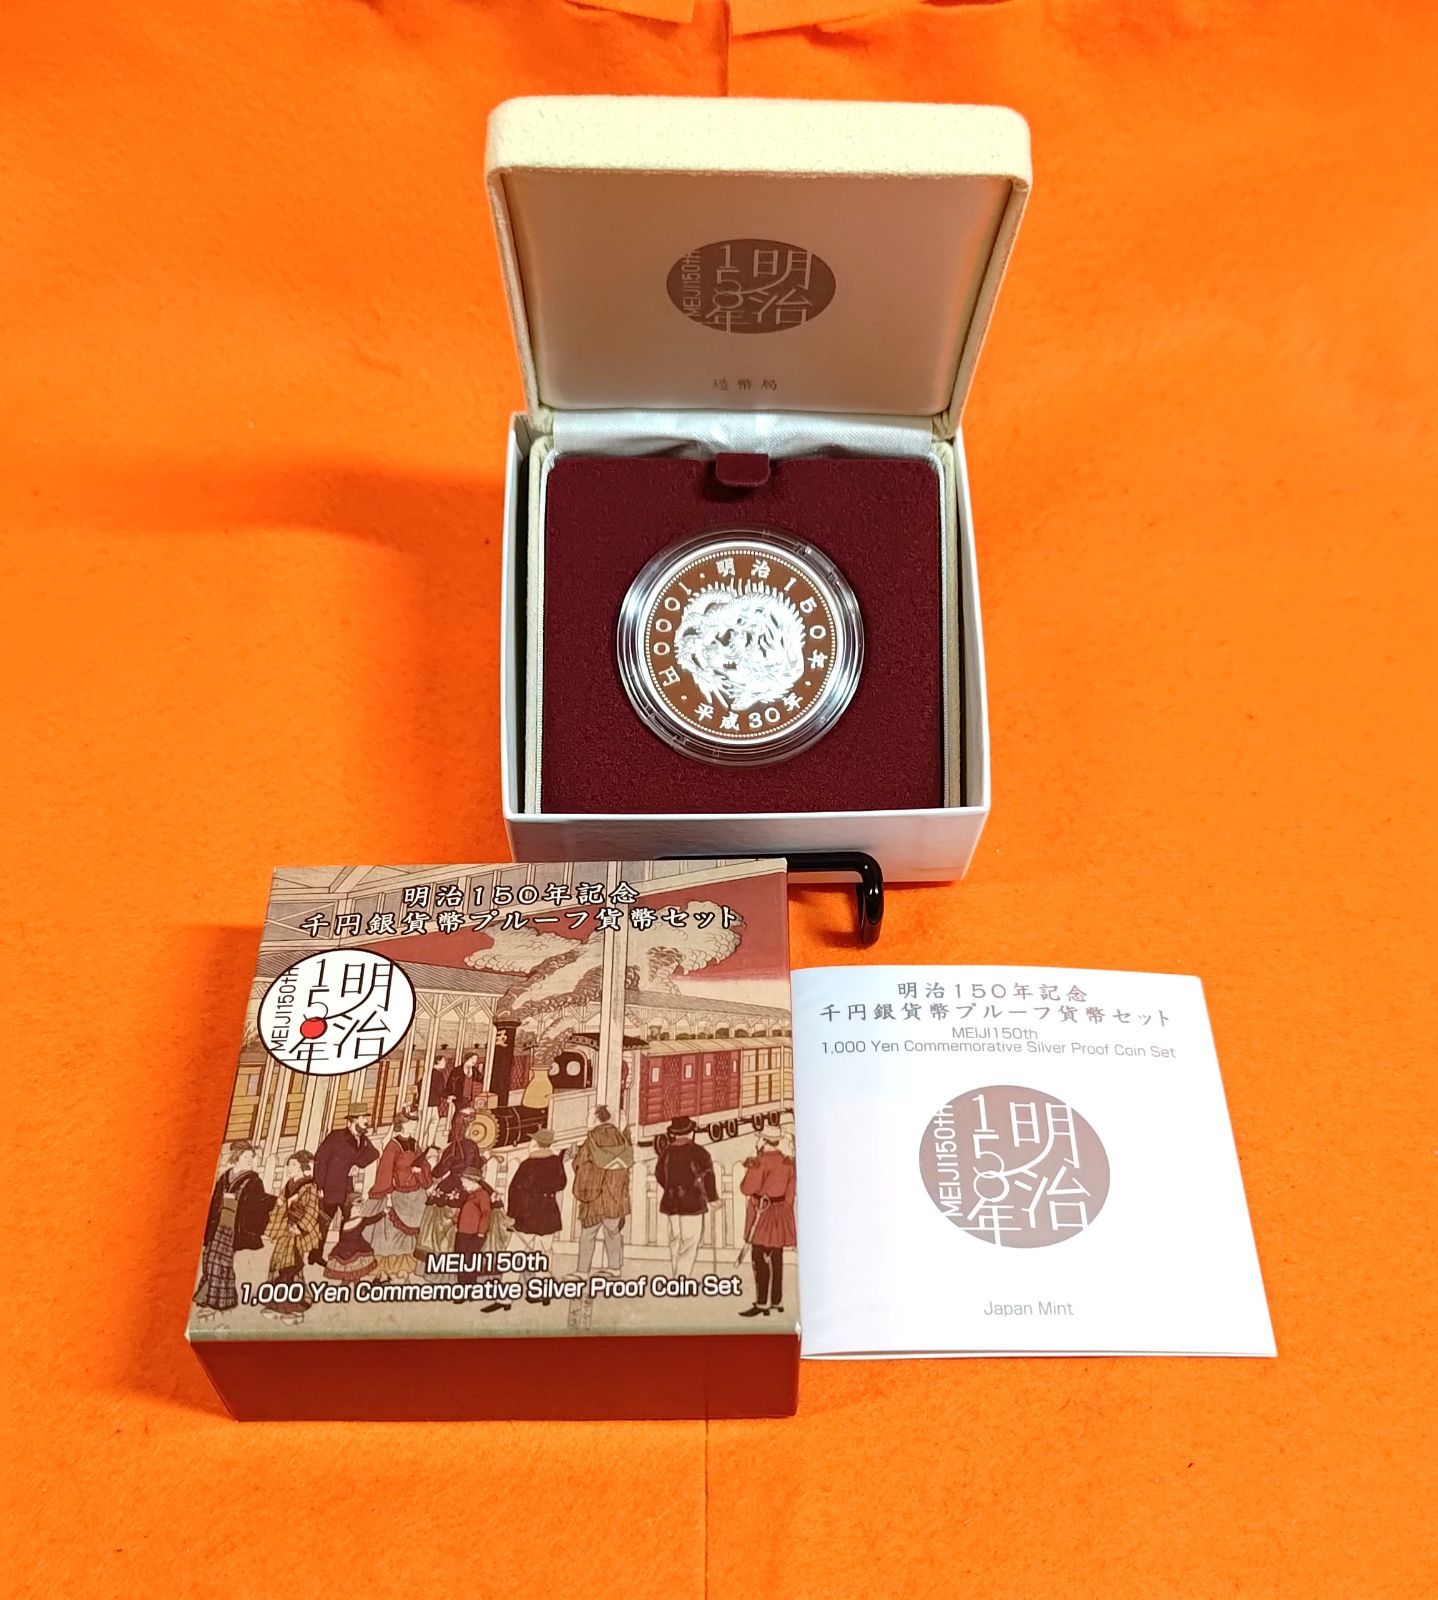 明治
150年
MEIJI150th
造幣局
明治150年
平成30年
1000円
明治150年記念
千円銀貨幣プルーフ貨幣セット
明治
150年
MEIJI150th
MEIJI150th
1,000 Yen Commemorative Silver Proof Coin Set
明治150年記念
千円銀貨幣プルーフ貨幣セット
MEIJI150th
1,000 Yen Commemorative Silver Proof Coin Set
明治
150年
MEIJI150th
Japan Mint